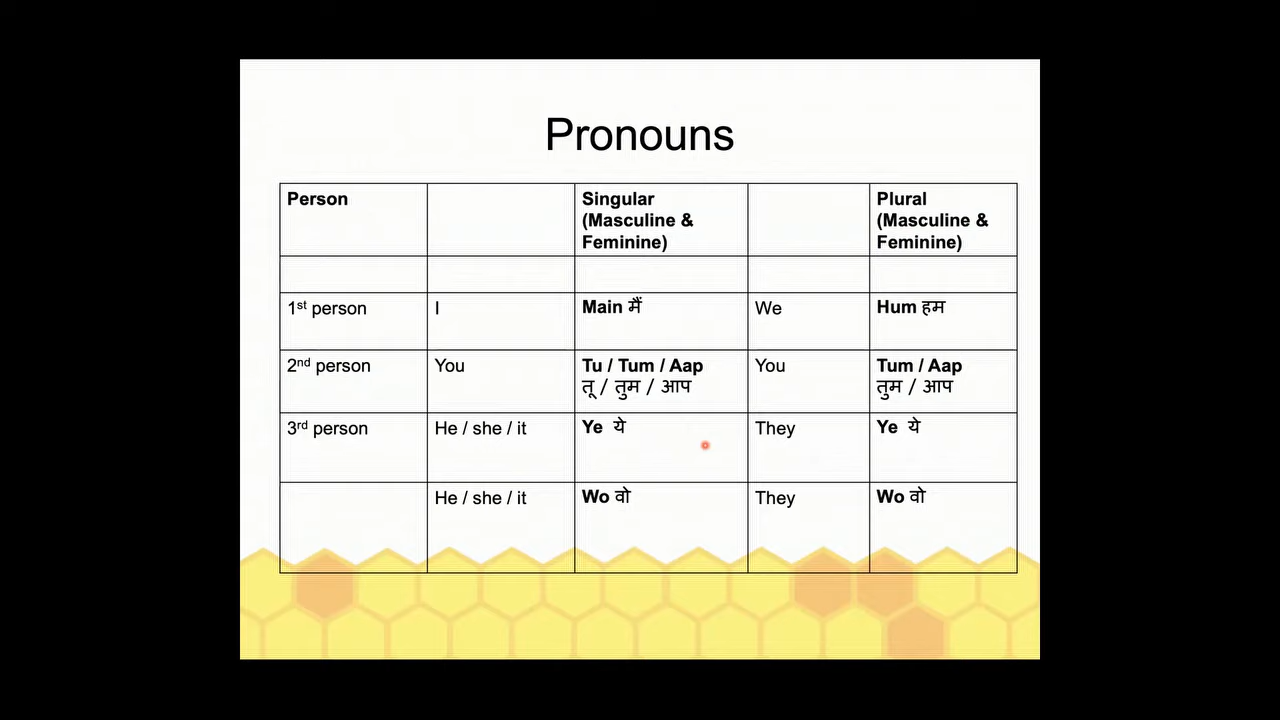 Pronouns
Person
Singular
(Masculine &
Feminine)
Plural
(Masculine &
Feminine)
1st person
I
Main मैं
We
Hum हम
2nd person
You
Tu / Tum / Aap
तू / तुम / आप
You
Tum / Aap
तुम / आप
3rd person
He / she / it
Ye ये
They
Ye ये
He / she / it
Wo वो
They
Wo वो